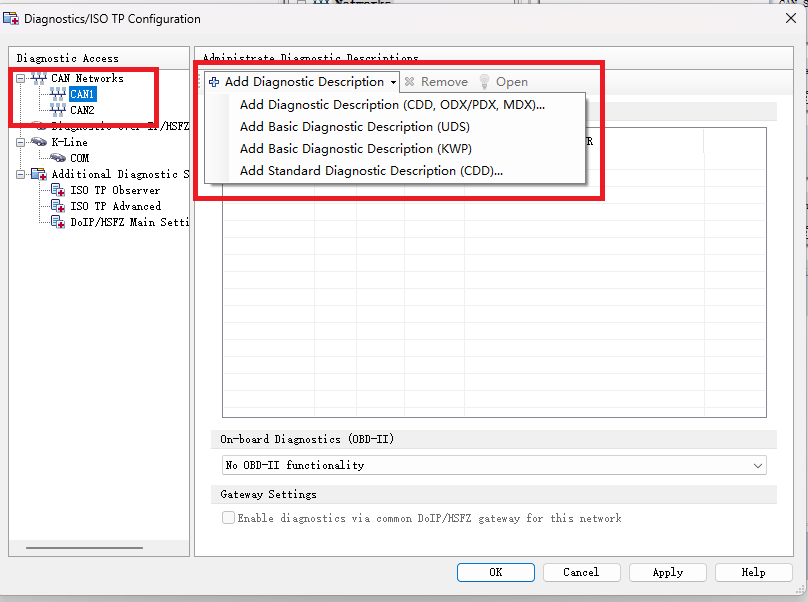 Diagnostics/ISO TP Configuration
Diagnostic Access
CAN Networks
CAN1
CAN2
K-Line
COM
Additional Diagnostic S
ISO TP Observer
ISO TP Advanced
DoIP/HSFZ Main Setti
Administrate Diagnostic Descriptions
Add Diagnostic Description
Remove
Open
Add Diagnostic Description (CDD, ODX/PDX, MDX)...
Add Basic Diagnostic Description (UDS)
Add Basic Diagnostic Description (KWP)
Add Standard Diagnostic Description (CDD)...
R
On-board Diagnostics (OBD-II)
No OBD-II functionality
Gateway Settings
Enable diagnostics via common DoIP/HSFZ gateway for this network
OK
Cancel
Apply
Help